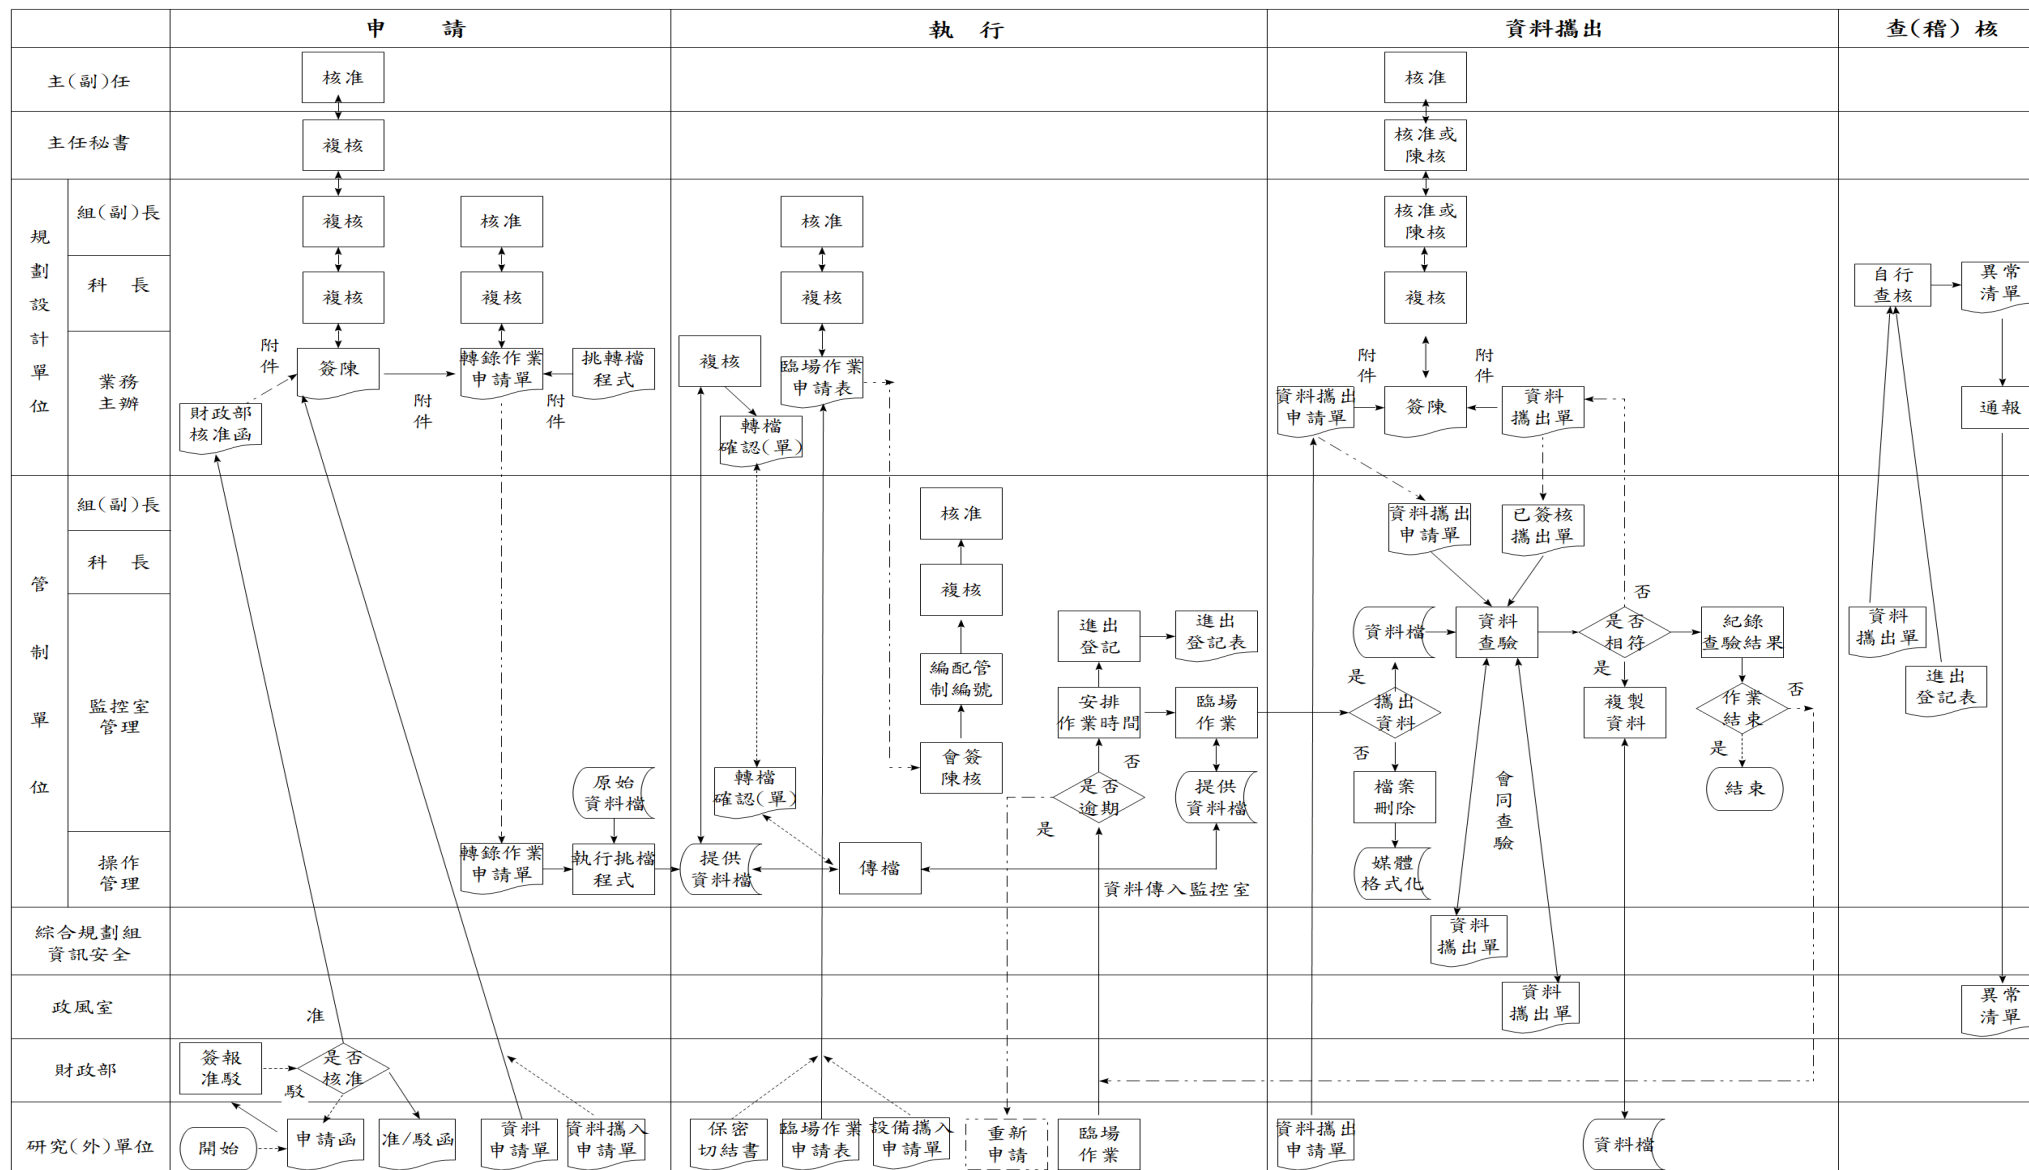 申 請
執 行
資料攜出
查(稽)核
主(副)任
核准
核准
主任秘書
複核
核准或
陳核
規劃設計單位
組(副)長
複核
核准
核准
核准或
陳核
科 長
複核
複核
複核
複核
自行
查核
異常
清單
業務
主辦
附件
簽陳
附件
轉錄作業
申請單
附件
挑轉檔
程式
財政部
核准函
複核
轉檔
確認(單)
臨場作業
申請表
附件
附件
資料攜出
申請單
簽陳
資料
攜出單
通報
管制單位
組(副)長
核准
資料攜出
申請單
已簽核
攜出單
科 長
複核
監控室
管理
進出
登記
進出
登記表
資料檔
資料
查驗
是否
相符
否
是
紀錄
查驗結果
資料
攜出單
進出
登記表
編配管
制編號
安排
作業時間
臨場
作業
是
攜出
資料
否
複製
資料
作業
結束
否
是
原始
資料檔
轉檔
確認(單)
會簽
陳核
是否
逾期
否
是
提供
資料檔
檔案
刪除
會同查驗
結束
操作
管理
轉錄作業
申請單
執行挑檔
程式
提供
資料檔
傳檔
資料傳入監控室
媒體
格式化
綜合規劃組
資訊安全
資料
攜出單
政風室
准
資料
攜出單
異常
清單
財政部
簽報
准駁
是否
核准
駁
研究(外)單位
開始
申請函
准/駁函
資料
申請單
資料攜入
申請單
保密
切結書
臨場作業
申請表
設備攜入
申請單
重新
申請
臨場
作業
資料攜出
申請單
資料檔